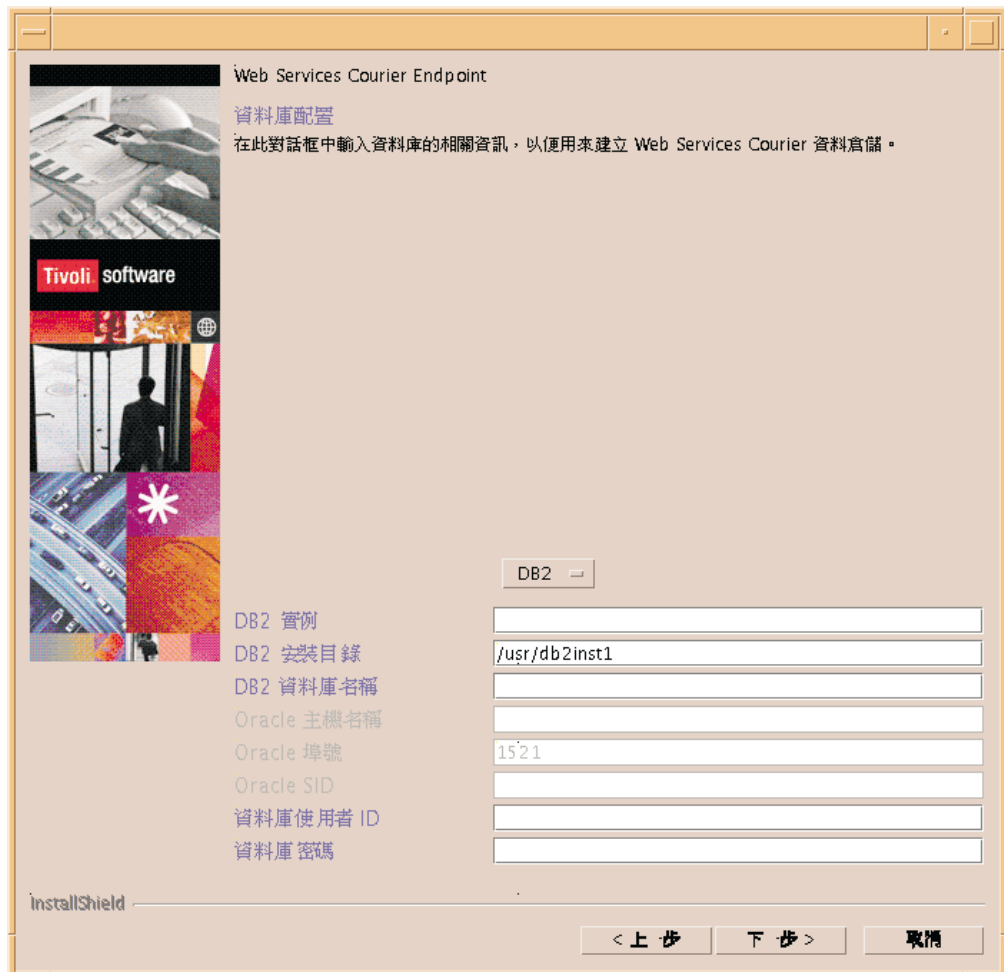 Web Services Courier Endpoint
資料庫配置
在此對話框中輸入資料庫的相關資訊，以便用來建立 Web Services Courier 資料倉儲。
Tivoli software
DB2
DB2 實例
DB2 安裝目錄 /usr/db2inst1
DB2 資料庫名稱
Oracle 主機名稱
Oracle 埠號 1521
Oracle SID
資料庫使用者 ID
資料庫密碼
InstallShield
<上一步 下一步> 取消